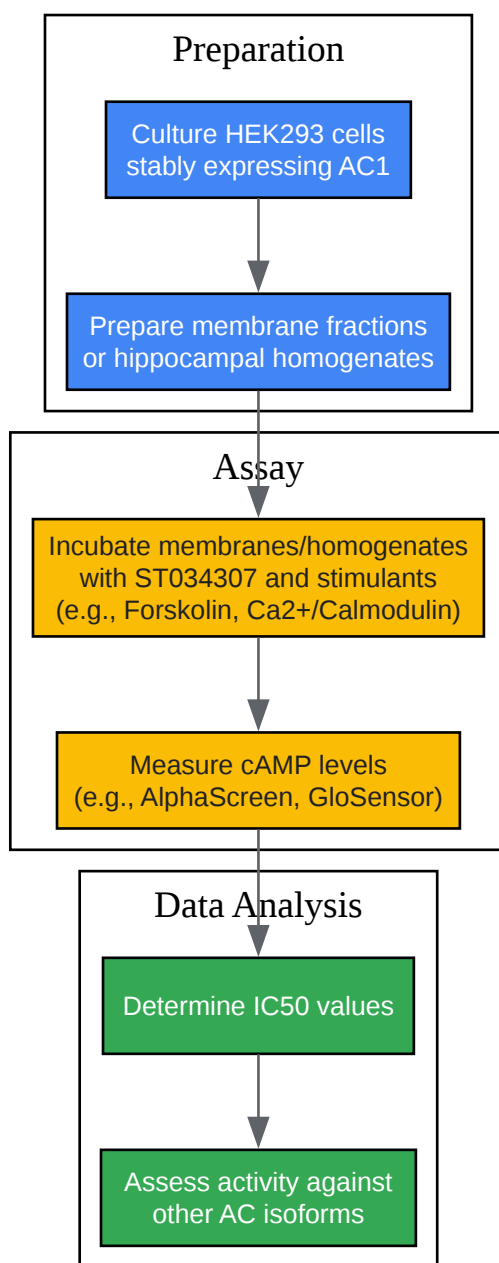 Preparation
Culture HEK293 cells
stably expressing AC1
Prepare membrane fractions
or hippocampal homogenates
Assay
Incubate membranes/homogenates
with ST034307 and stimulants
(e.g., Forskolin, Ca2+/Calmodulin)
Measure cAMP levels
(e.g., AlphaScreen, GloSensor)
Data Analysis
Determine IC50 values
Assess activity against
other AC isoforms